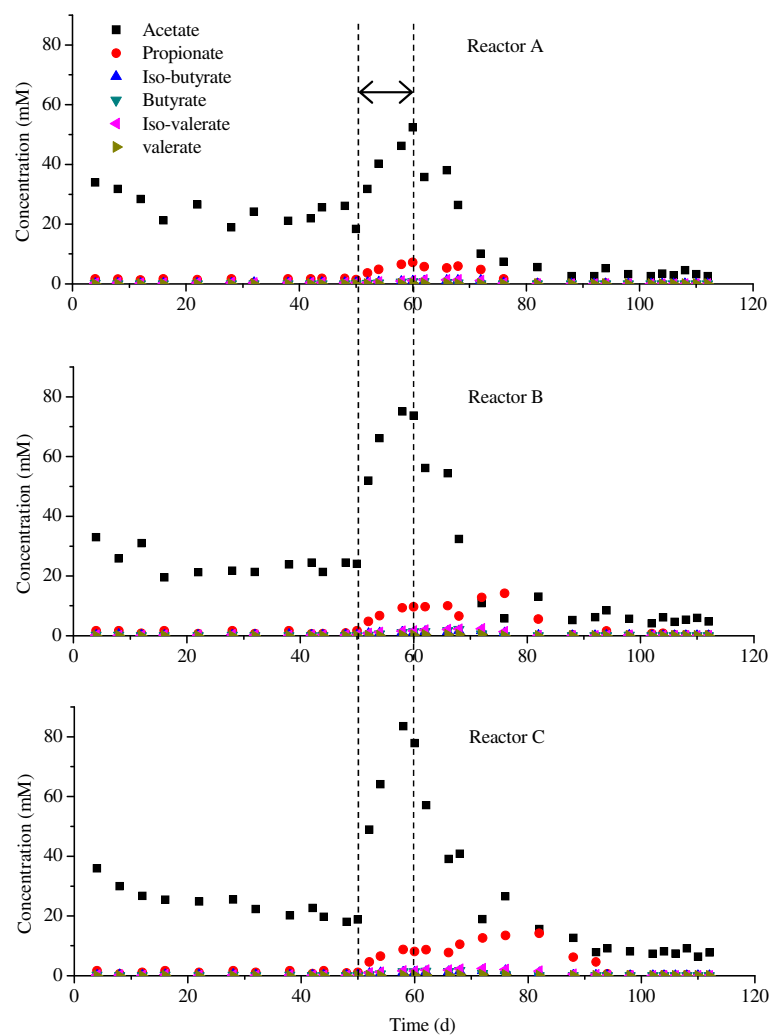 Acetate
Propionate
Iso-butyrate
Butyrate
Iso-valerate
valerate
Reactor A
Concentration (mM)
80
60
40
20
0
0 20 40 60 80 100 120
Reactor B
Concentration (mM)
80
60
40
20
0
0 20 40 60 80 100 120
Reactor C
Concentration (mM)
80
60
40
20
0
0 20 40 60 80 100 120
Time (d)